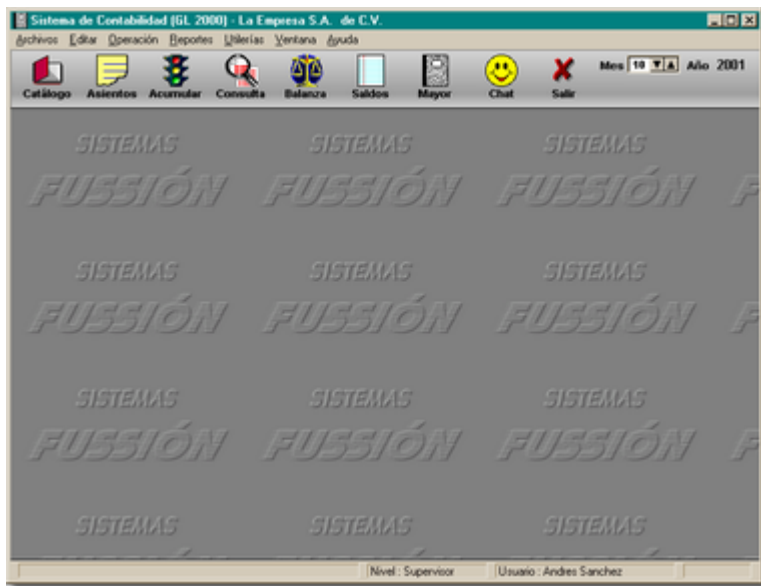 Sistema de Contabilidad (GL 2000) - La Empresa S.A. de C.V.
Archivos Editar Operación Reportes Utilerías Ventana Ayuda
Catálogo Asientos Acumular Consulta Balanza Saldos Mayor Chat Salir Mes 10 Año 2001
SISTEMAS SISTEMAS SISTEMAS
FUSSIÓN FUSSIÓN FUSSIÓN F
SISTEMAS SISTEMAS SISTEMAS
FUSSIÓN FUSSIÓN FUSSIÓN F
SISTEMAS SISTEMAS SISTEMAS
FUSSIÓN FUSSIÓN FUSSIÓN F
SISTEMAS SISTEMAS SISTEMAS
Nivel : Supervisor Usuario : Andres Sanchez